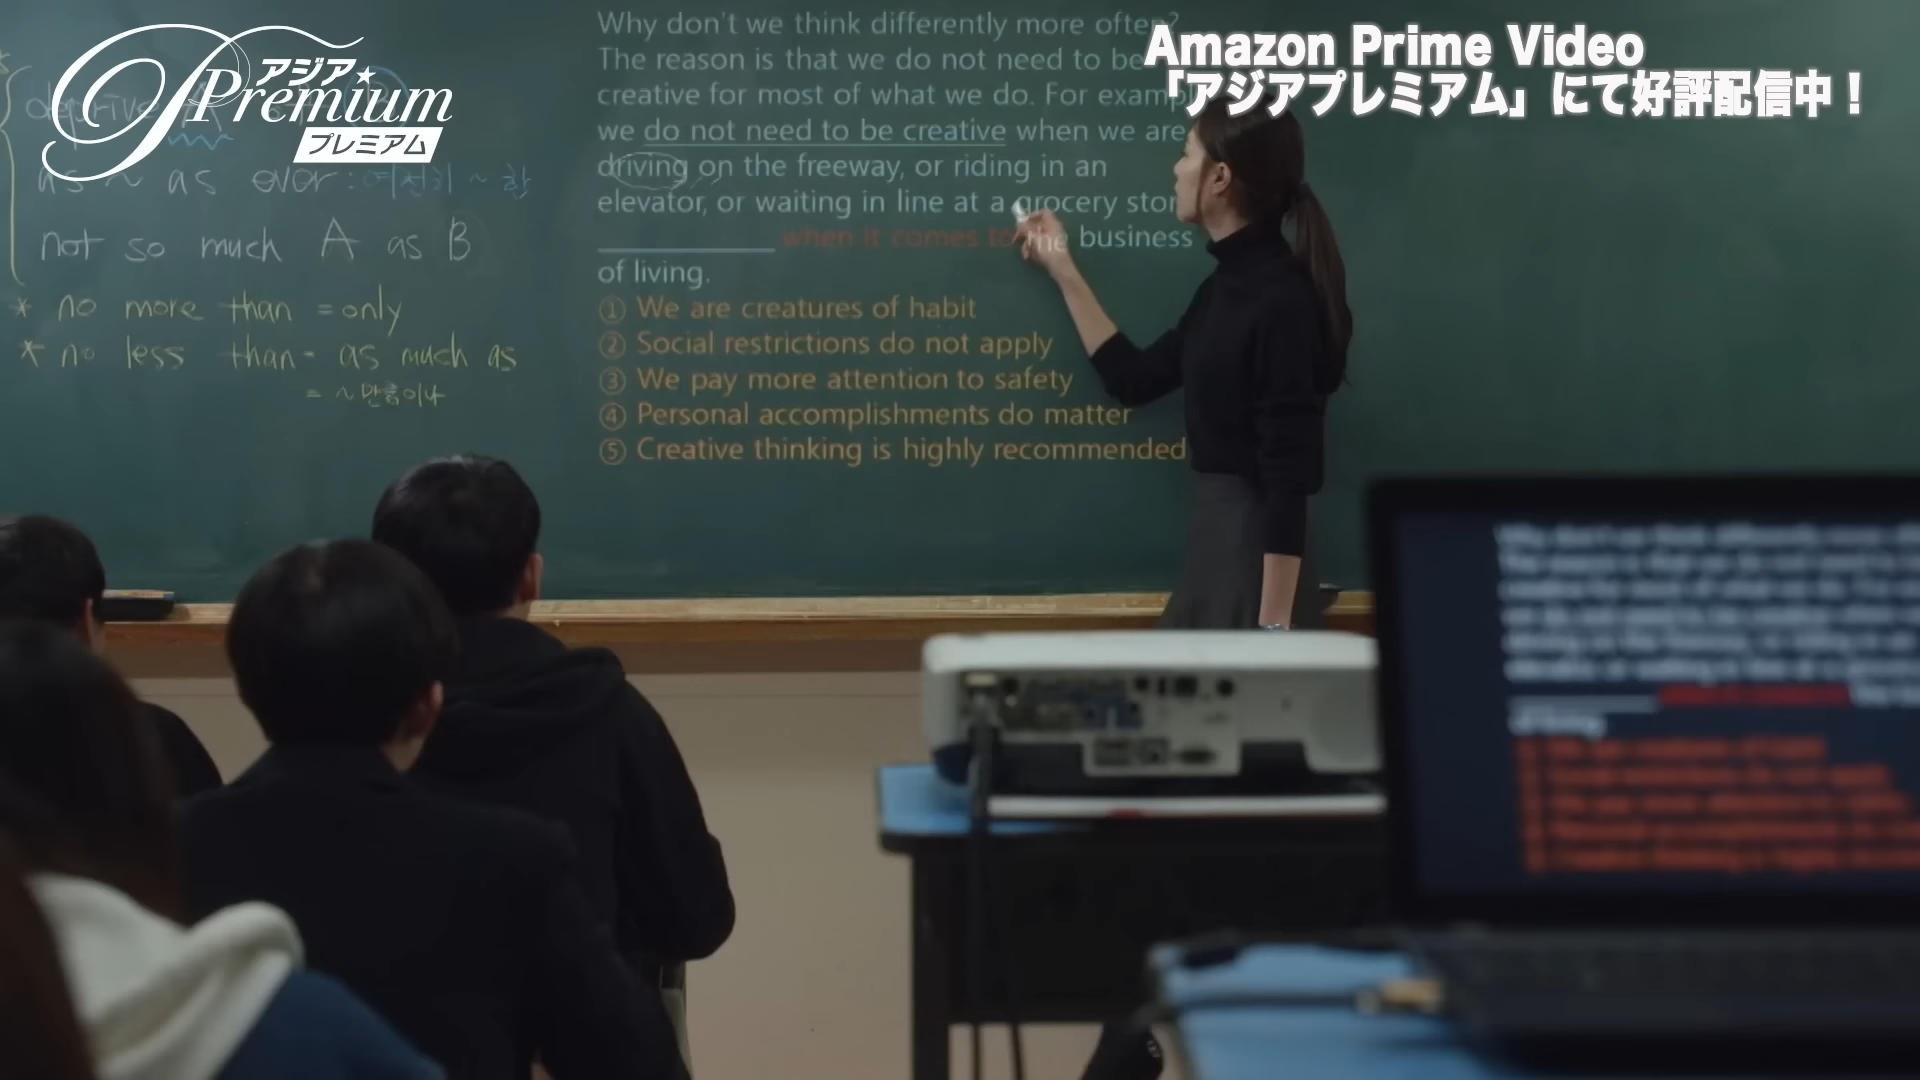 アジア★
Premium
プレミアム
Amazon Prime Video
「アジアプレミアム」にて好評配信中！
as ~ as ever : 여전히 ~ 한
not so much A as B
* no more than = only
* no less than = as much as
= ~만큼이나
Why don't we think differently more often?
The reason is that we do not need to be
creative for most of what we do. For examp
we do not need to be creative when we are
driving on the freeway, or riding in an
elevator, or waiting in line at a grocery stor
when it comes to the business
of living.
① We are creatures of habit
② Social restrictions do not apply
③ We pay more attention to safety
④ Personal accomplishments do matter
⑤ Creative thinking is highly recommended